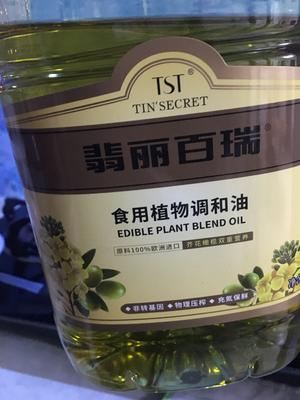 TST®
TIN'SECRET
翡丽百瑞®
食用植物调和油
EDIBLE PLANT BLEND OIL
原料100%欧洲进口 芥花橄榄双重营养
•非转基因 •物理压榨 •充氮保鲜